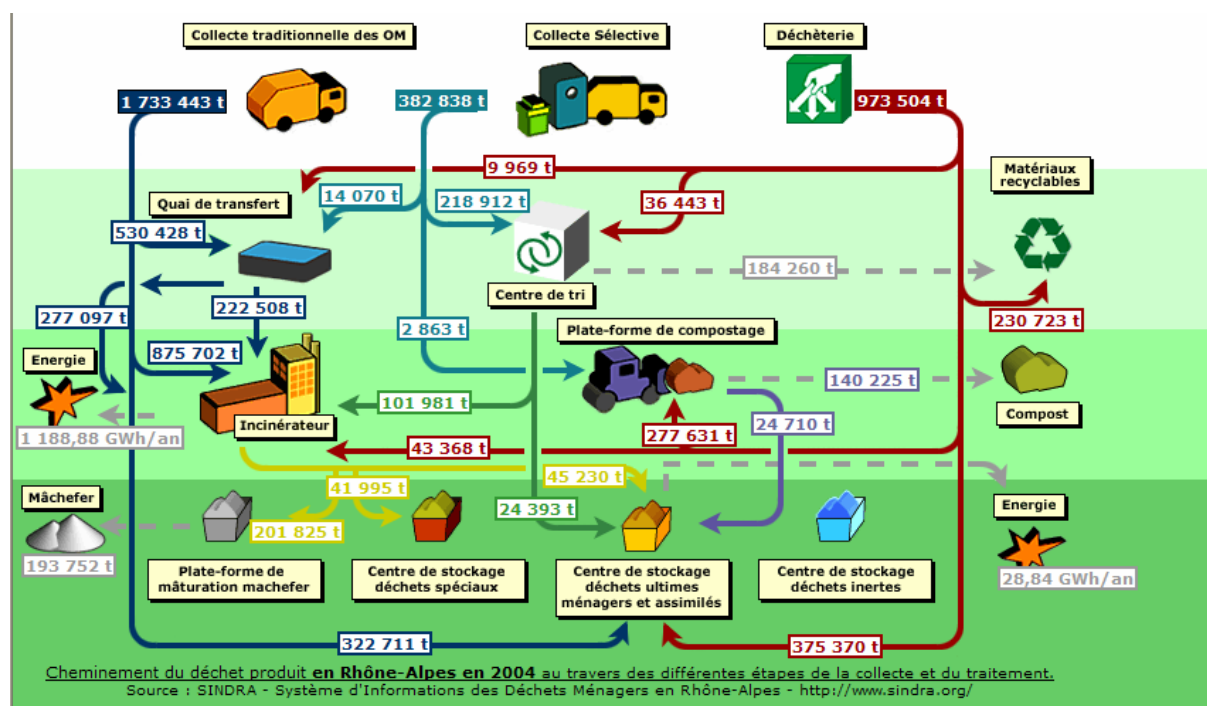 Collecte traditionnelle des OM
Collecte Sélective
Déchèterie
1 733 443 t
382 838 t
973 504 t
9 969 t
Matériaux
recyclables
14 070 t
218 912 t
36 443 t
Quai de transfert
530 428 t
184 260 t
Centre de tri
277 097 t
222 508 t
230 723 t
2 863 t
Plate-forme de compostage
Energie
875 702 t
140 225 t
101 981 t
Compost
Incinérateur
24 710 t
1 188,88 GWh/an
277 631 t
43 368 t
45 230 t
41 995 t
Mâchefer
24 393 t
Energie
201 825 t
193 752 t
28,84 GWh/an
Plate-forme de
mâturation machefer
Centre de stockage
déchets spéciaux
Centre de stockage
déchets ultimes
ménagers et assimilés
Centre de stockage
déchets inertes
322 711 t
375 370 t
Cheminement du déchet produit en Rhône-Alpes en 2004 au travers des différentes étapes de la collecte et du traitement.
Source : SINDRA - Système d'Informations des Déchets Ménagers en Rhône-Alpes - http://www.sindra.org/